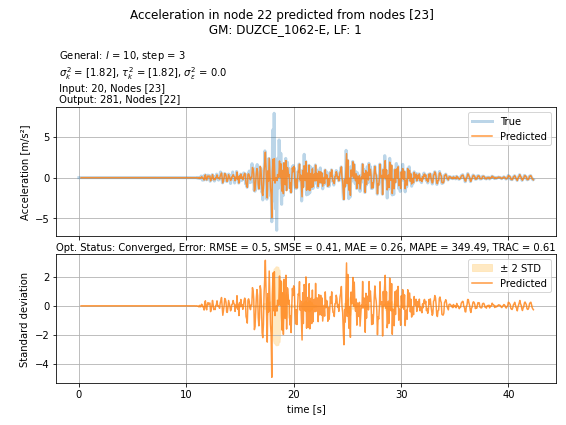 Acceleration in node 22 predicted from nodes [23]
GM: DUZCE_1062-E, LF: 1
General: l = 10, step = 3
σ²ₖ = [1.82], τ²ₖ = [1.82], σ²ε = 0.0
Input: 20, Nodes [23]
Output: 281, Nodes [22]
True
Predicted
Acceleration [m/s²]
5
0
−5
Opt. Status: Converged, Error: RMSE = 0.5, SMSE = 0.41, MAE = 0.26, MAPE = 349.49, TRAC = 0.61
± 2 STD
Predicted
Standard deviation
2
0
−2
−4
0 10 20 30 40
time [s]